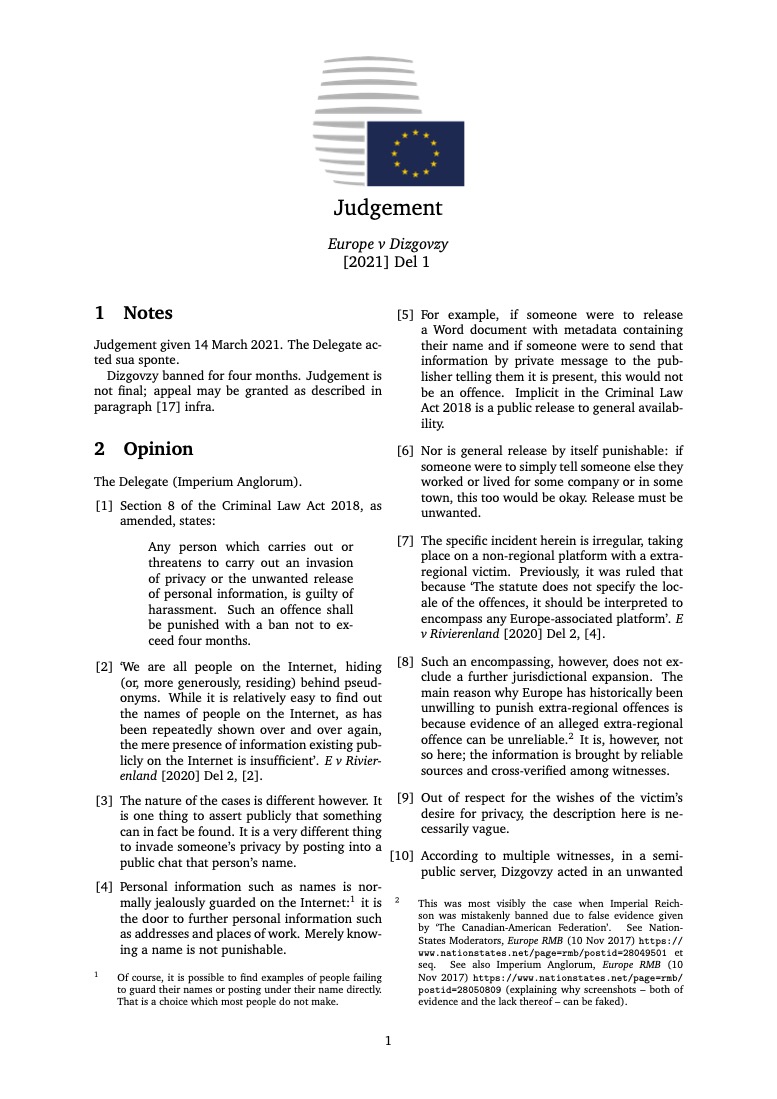 Judgement
Europe v Dizgovzy
[2021] Del 1
1 Notes
Judgement given 14 March 2021. The Delegate ac-
ted sua sponte.
Dizgovzy banned for four months. Judgement is
not final; appeal may be granted as described in
paragraph [17] infra.
2 Opinion
The Delegate (Imperium Anglorum).
[1] Section 8 of the Criminal Law Act 2018, as
amended, states:
Any person which carries out or
threatens to carry out an invasion
of privacy or the unwanted release
of personal information, is guilty of
harassment. Such an offence shall
be punished with a ban not to ex-
ceed four months.
[2] ‘We are all people on the Internet, hiding
(or, more generously, residing) behind pseud-
onyms. While it is relatively easy to find out
the names of people on the Internet, as has
been repeatedly shown over and over again,
the mere presence of information existing pub-
licly on the Internet is insufficient’. E v Rivier-
enland [2020] Del 2, [2].
[3] The nature of the cases is different however. It
is one thing to assert publicly that something
can in fact be found. It is a very different thing
to invade someone’s privacy by posting into a
public chat that person’s name.
[4] Personal information such as names is nor-
mally jealously guarded on the Internet:1 it is
the door to further personal information such
as addresses and places of work. Merely know-
ing a name is not punishable.
1 Of course, it is possible to find examples of people failing
to guard their names or posting under their name directly.
That is a choice which most people do not make.
[5] For example, if someone were to release
a Word document with metadata containing
their name and if someone were to send that
information by private message to the pub-
lisher telling them it is present, this would not
be an offence. Implicit in the Criminal Law
Act 2018 is a public release to general availab-
ility.
[6] Nor is general release by itself punishable: if
someone were to simply tell someone else they
worked or lived for some company or in some
town, this too would be okay. Release must be
unwanted.
[7] The specific incident herein is irregular, taking
place on a non-regional platform with a extra-
regional victim. Previously, it was ruled that
because ‘The statute does not specify the loc-
ale of the offences, it should be interpreted to
encompass any Europe-associated platform’. E
v Rivierenland [2020] Del 2, [4].
[8] Such an encompassing, however, does not ex-
clude a further jurisdictional expansion. The
main reason why Europe has historically been
unwilling to punish extra-regional offences is
because evidence of an alleged extra-regional
offence can be unreliable.2 It is, however, not
so here; the information is brought by reliable
sources and cross-verified among witnesses.
[9] Out of respect for the wishes of the victim’s
desire for privacy, the description here is ne-
cessarily vague.
[10] According to multiple witnesses, in a semi-
public server, Dizgovzy acted in an unwanted
2 This was most visibly the case when Imperial Reich-
son was mistakenly banned due to false evidence given
by ‘The Canadian-American Federation’. See Nation-
States Moderators, Europe RMB (10 Nov 2017) https://
www.nationstates.net/page=rmb/postid=28049501 et
seq. See also Imperium Anglorum, Europe RMB (10
Nov 2017) https://www.nationstates.net/page=rmb/
postid=28050809 (explaining why screenshots – both of
evidence and the lack thereof – can be faked).
1